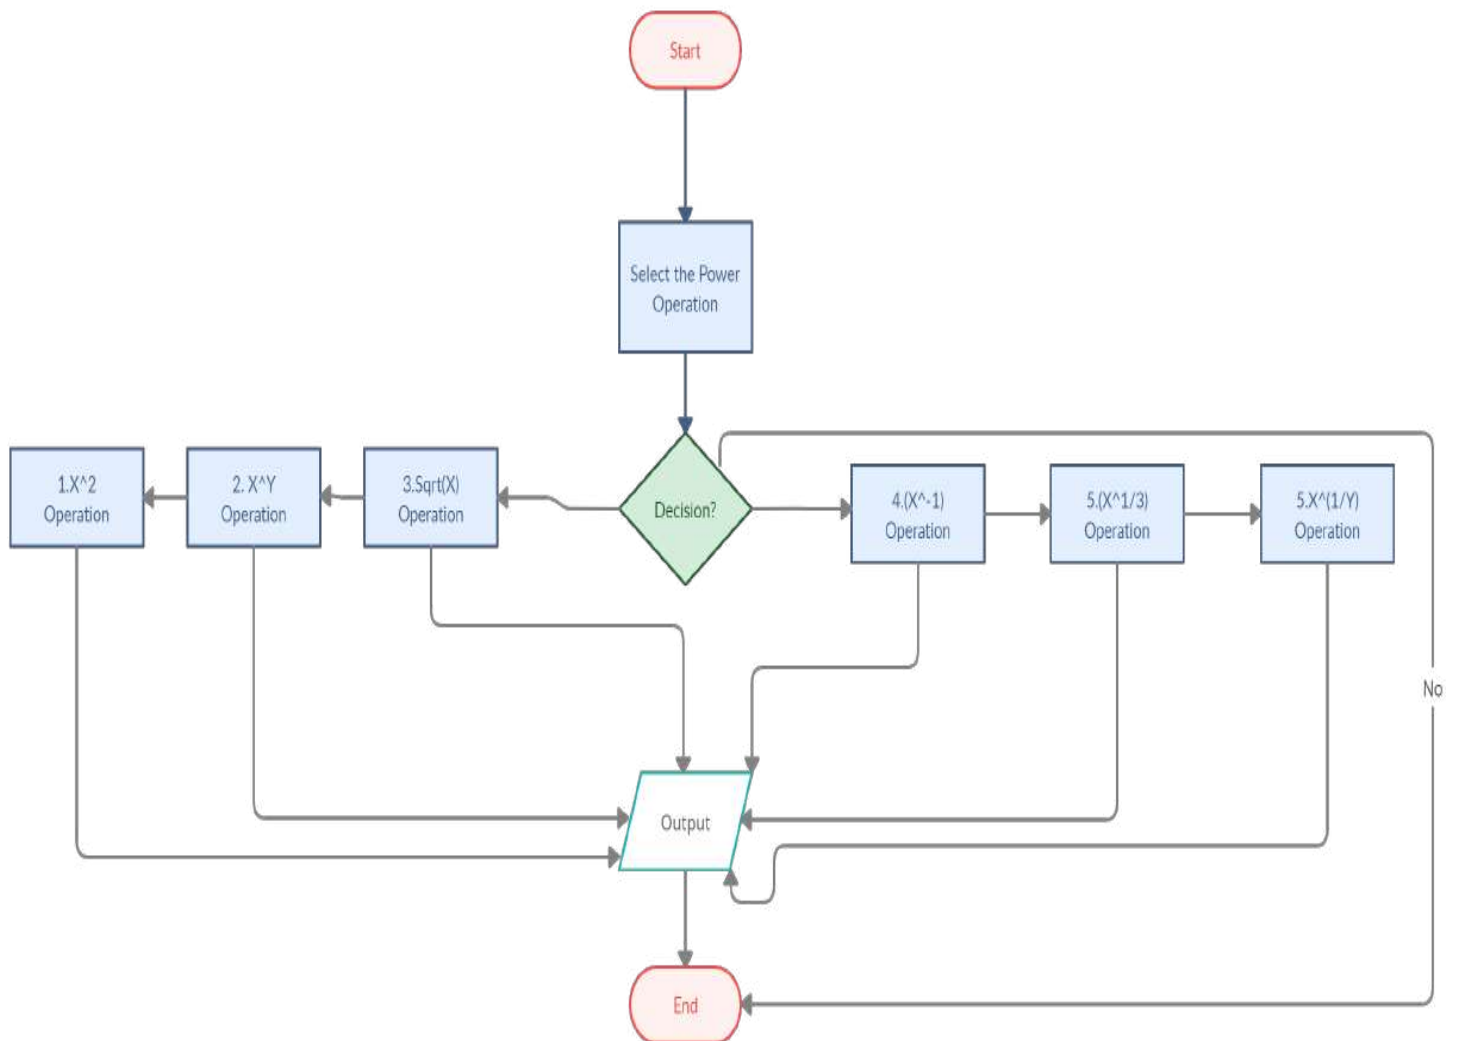 Start
Select the Power
Operation
Decision?
1.X^2
Operation
2. X^Y
Operation
3.Sqrt(X)
Operation
4.(X^-1)
Operation
5.(X^1/3)
Operation
5.X^(1/Y)
Operation
No
Output
End